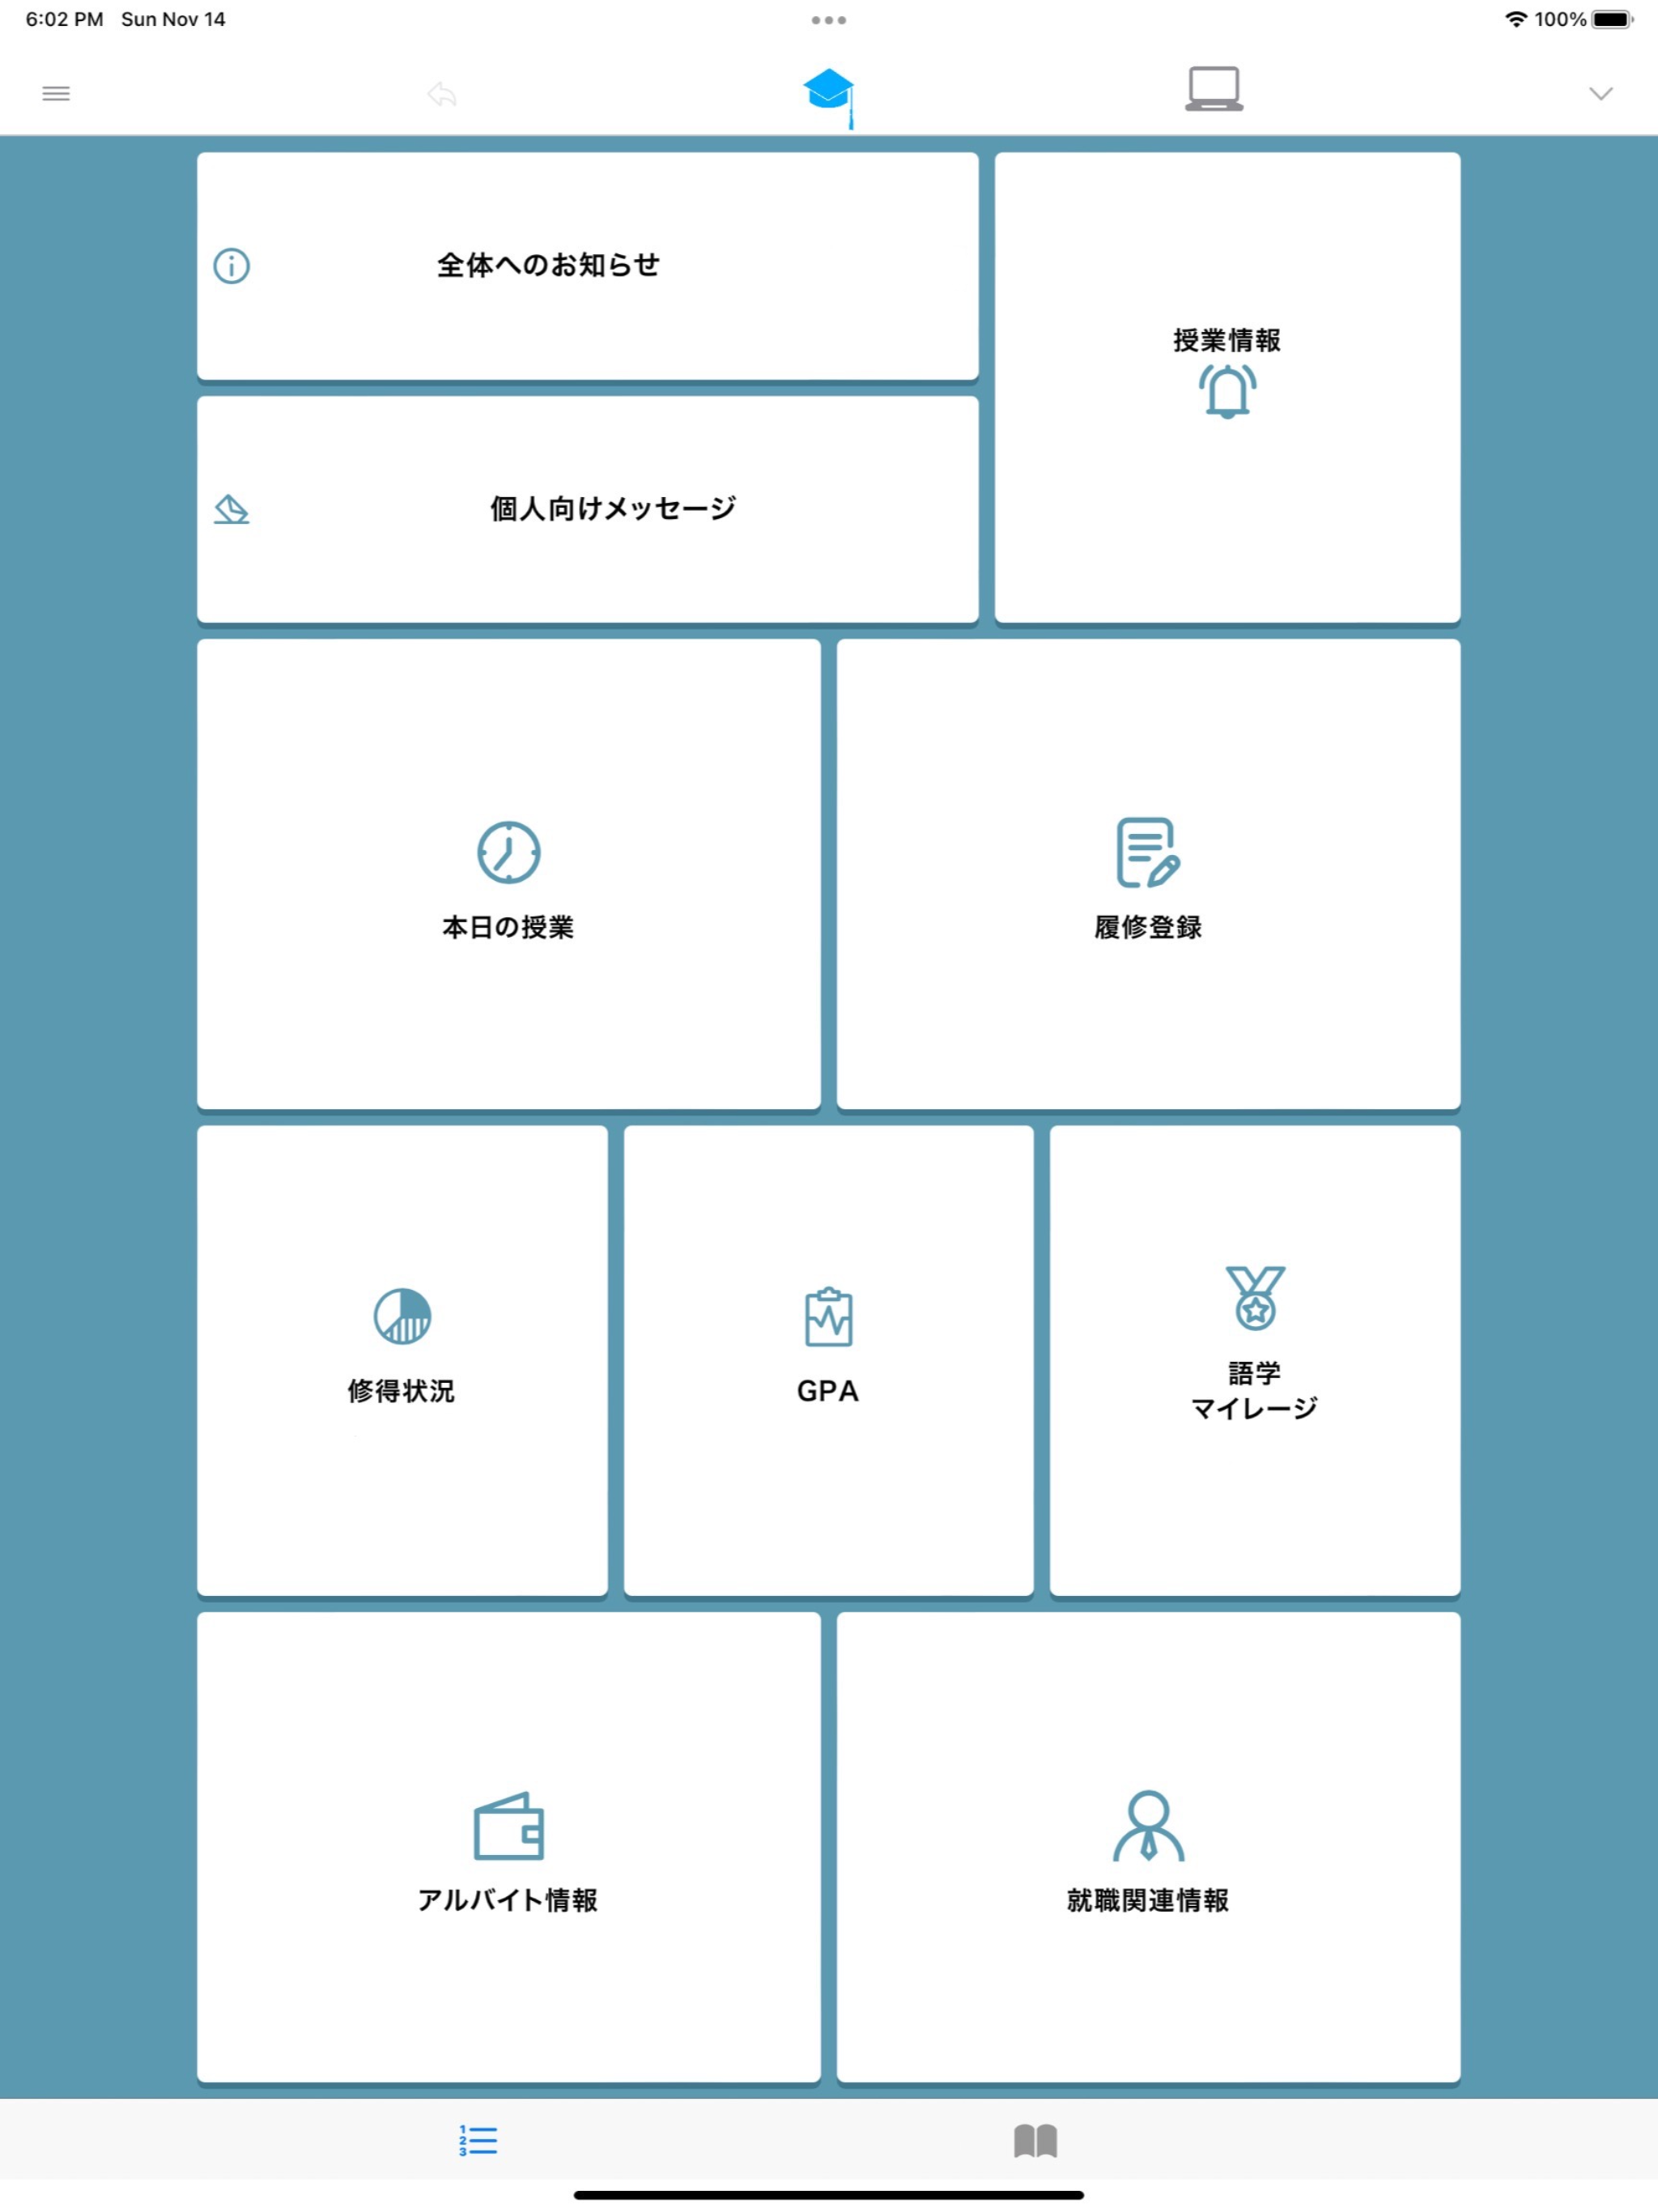 6:02 PM Sun Nov 14
100%
全体へのお知らせ
授業情報
個人向けメッセージ
本日の授業
履修登録
修得状況
GPA
語学
マイレージ
アルバイト情報
就職関連情報
1
2
3